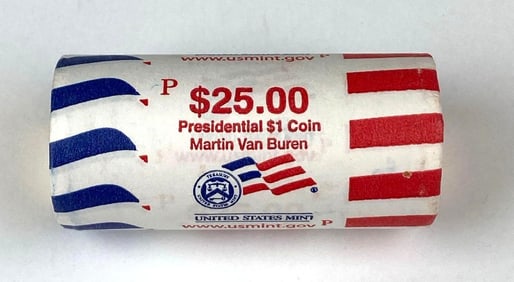 www.usmint.gov P
P
$25.00
Presidential $1 Coin
Martin Van Buren
UNITED STATES MINT
www.usmint.gov P